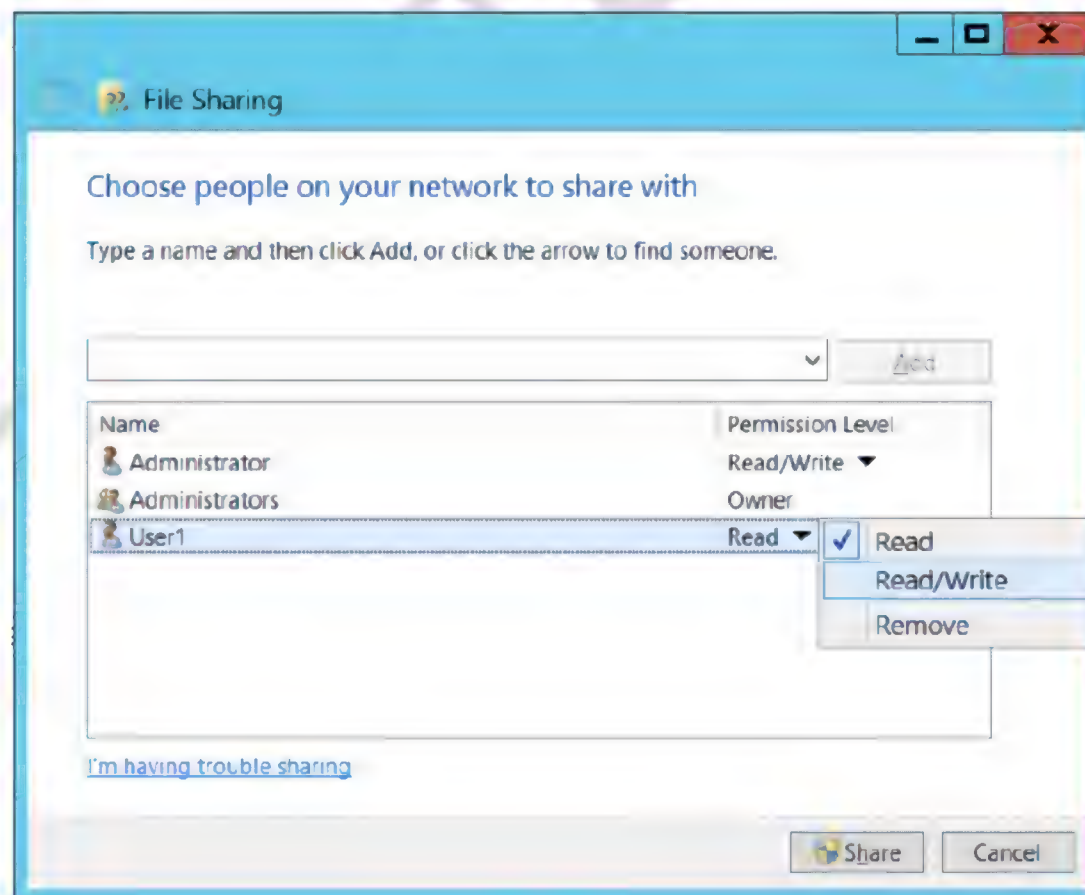 File Sharing
Choose people on your network to share with
Type a name and then click Add, or click the arrow to find someone.
Add
Name Permission Level
Administrator Read/Write
Administrators Owner
User1 Read
Read
Read/Write
Remove
I'm having trouble sharing
Share Cancel